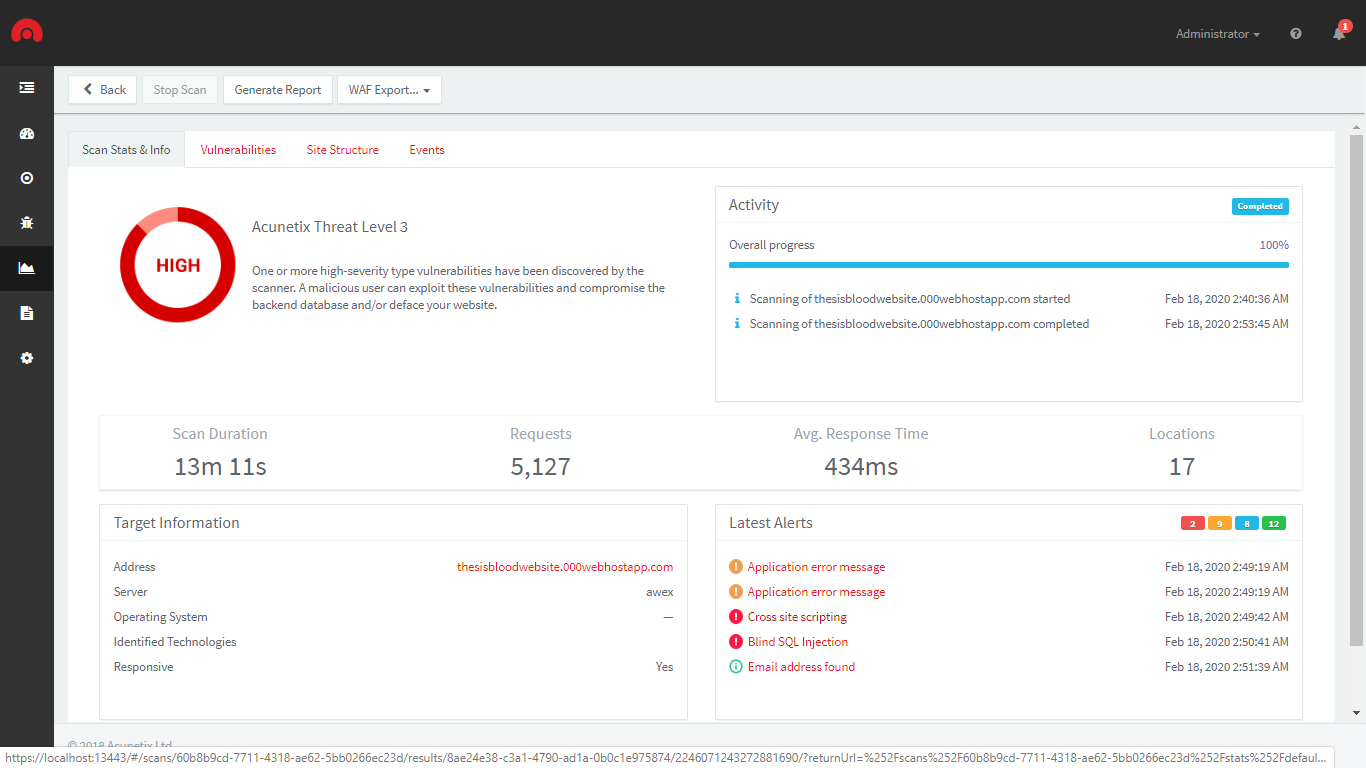 Administrator
1
Back
Stop Scan
Generate Report
WAF Export...
Scan Stats & Info
Vulnerabilities
Site Structure
Events
HIGH
Acunetix Threat Level 3
One or more high-severity type vulnerabilities have been discovered by the
scanner. A malicious user can exploit these vulnerabilities and compromise the
backend database and/or deface your website.
Activity
Completed
Overall progress
100%
Scanning of thesisbloodwebsite.000webhostapp.com started
Feb 18, 2020 2:40:36 AM
Scanning of thesisbloodwebsite.000webhostapp.com completed
Feb 18, 2020 2:53:45 AM
Scan Duration
13m 11s
Requests
5,127
Avg. Response Time
434ms
Locations
17
Target Information
Address
thesisbloodwebsite.000webhostapp.com
Server
awex
Operating System
—
Identified Technologies
Responsive
Yes
Latest Alerts
2
9
8
12
Application error message
Feb 18, 2020 2:49:19 AM
Application error message
Feb 18, 2020 2:49:19 AM
Cross site scripting
Feb 18, 2020 2:49:42 AM
Blind SQL Injection
Feb 18, 2020 2:50:41 AM
Email address found
Feb 18, 2020 2:51:39 AM
© 2018 Acunetix Ltd
https://localhost:13443/#/scans/60b8b9cd-7711-4318-ae62-5bb0266ec23d/results/8ae24e38-c3a1-4790-ad1a-0b0c1e975874/2246071243272881690/?returnUrl=%252Fscans%252F60b8b9cd-7711-4318-ae62-5bb0266ec23d%252Fstats%252Fdefaul...